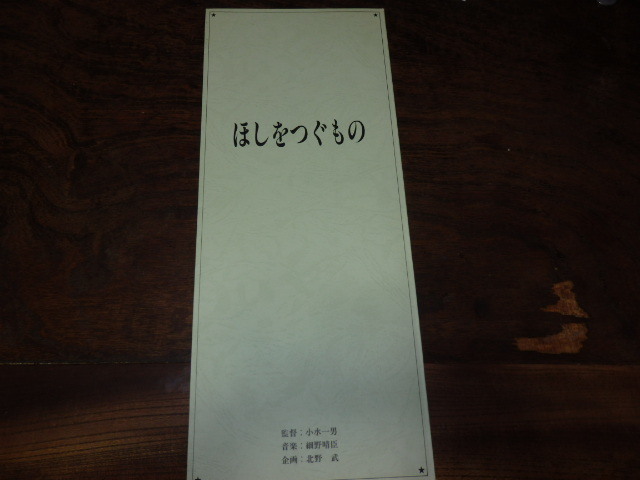 ほしをつぐもの
監督：小水一男
音楽：細野晴臣
企画：北野　武